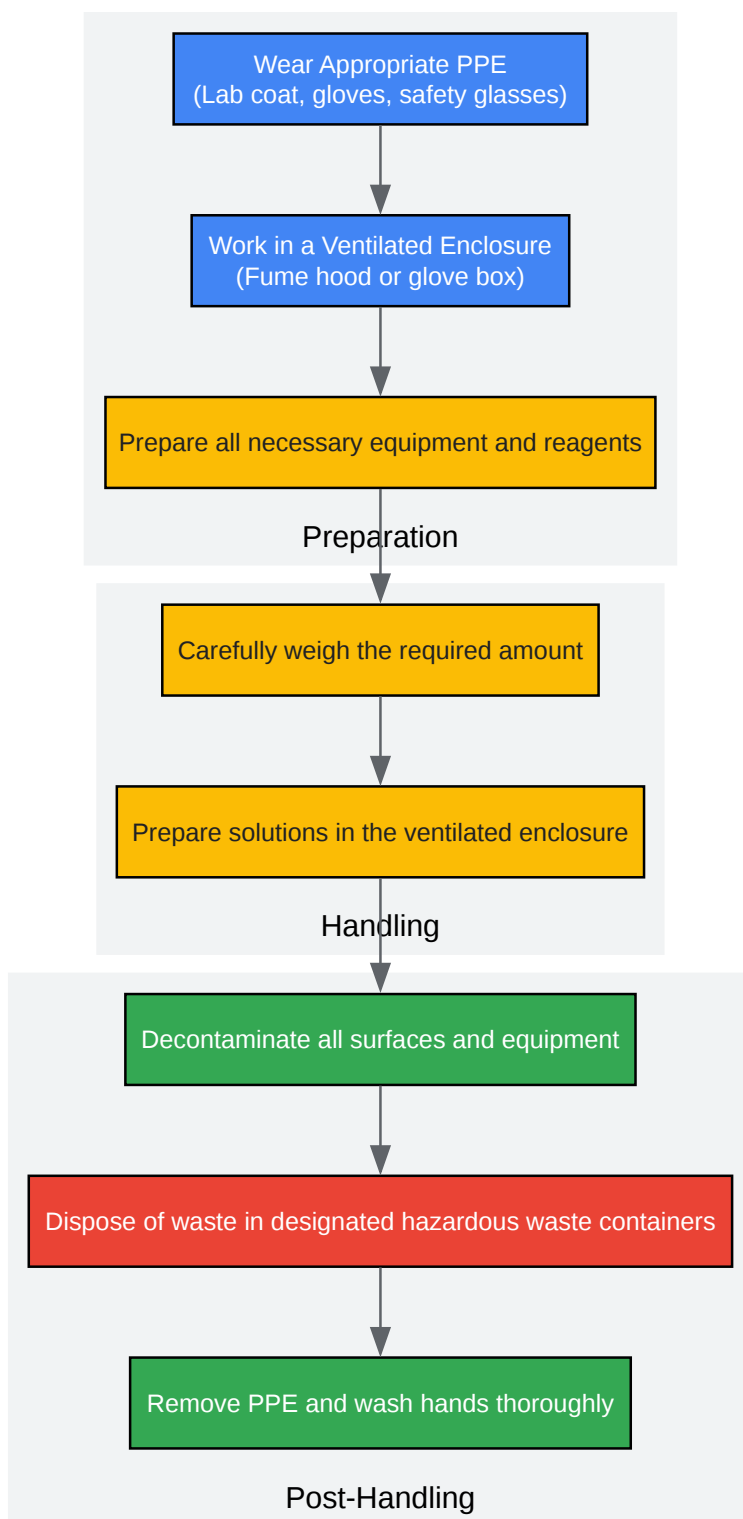 Wear Appropriate PPE
(Lab coat, gloves, safety glasses)
Work in a Ventilated Enclosure
(Fume hood or glove box)
Prepare all necessary equipment and reagents
Preparation
Carefully weigh the required amount
Prepare solutions in the ventilated enclosure
Handling
Decontaminate all surfaces and equipment
Dispose of waste in designated hazardous waste containers
Remove PPE and wash hands thoroughly
Post-Handling